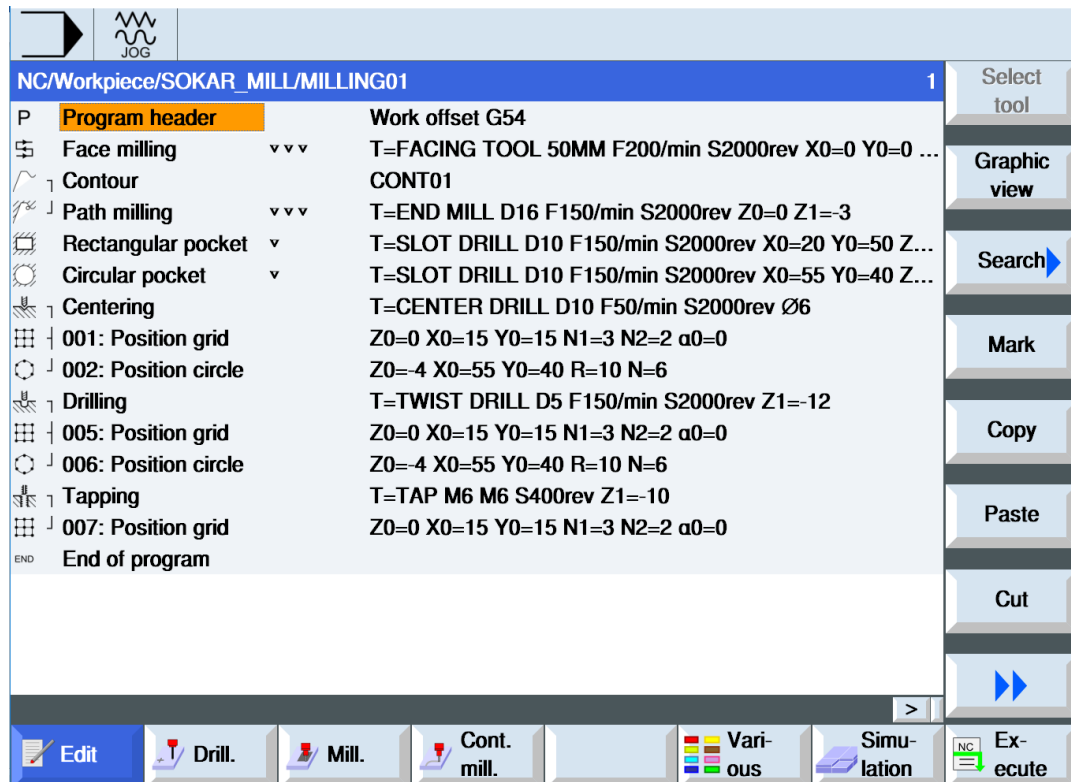 JOG
NC/Workpiece/SOKAR_MILL/MILLING01 1
P Program header Work offset G54
Face milling ▿▿▿ T=FACING TOOL 50MM F200/min S2000rev X0=0 Y0=0 ...
Contour CONT01
Path milling ▿▿▿ T=END MILL D16 F150/min S2000rev Z0=0 Z1=-3
Rectangular pocket ▿ T=SLOT DRILL D10 F150/min S2000rev X0=20 Y0=50 Z...
Circular pocket ▿ T=SLOT DRILL D10 F150/min S2000rev X0=55 Y0=40 Z...
Centering T=CENTER DRILL D10 F50/min S2000rev Ø6
001: Position grid Z0=0 X0=15 Y0=15 N1=3 N2=2 α0=0
002: Position circle Z0=-4 X0=55 Y0=40 R=10 N=6
Drilling T=TWIST DRILL D5 F150/min S2000rev Z1=-12
005: Position grid Z0=0 X0=15 Y0=15 N1=3 N2=2 α0=0
006: Position circle Z0=-4 X0=55 Y0=40 R=10 N=6
Tapping T=TAP M6 M6 S400rev Z1=-10
007: Position grid Z0=0 X0=15 Y0=15 N1=3 N2=2 α0=0
END End of program
>
Select
tool
Graphic
view
Search
Mark
Copy
Paste
Cut
Edit
Drill.
Mill.
Cont.
mill.
Vari-
ous
Simu-
lation
NC
Ex-
ecute